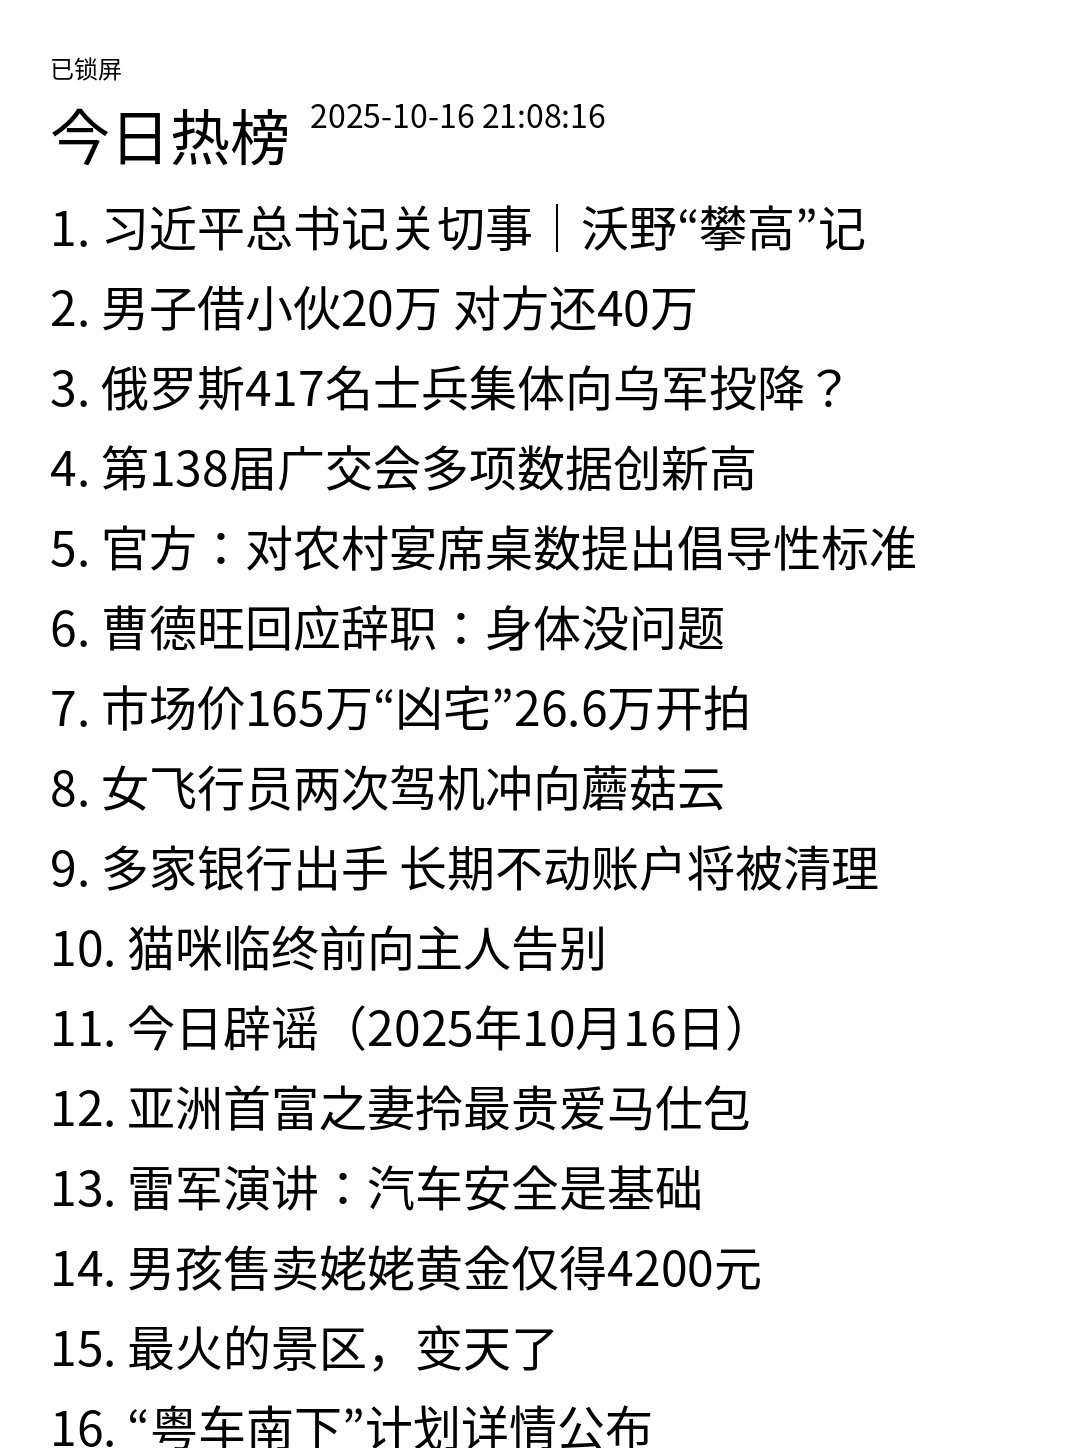 已锁屏
今日热榜 2025-10-16 21:08:16
1. 习近平总书记关切事｜沃野“攀高”记
2. 男子借小伙20万 对方还40万
3. 俄罗斯417名士兵集体向乌军投降？
4. 第138届广交会多项数据创新高
5. 官方：对农村宴席桌数提出倡导性标准
6. 曹德旺回应辞职：身体没问题
7. 市场价165万“凶宅”26.6万开拍
8. 女飞行员两次驾机冲向蘑菇云
9. 多家银行出手 长期不动账户将被清理
10. 猫咪临终前向主人告别
11. 今日辟谣（2025年10月16日）
12. 亚洲首富之妻拎最贵爱马仕包
13. 雷军演讲：汽车安全是基础
14. 男孩售卖姥姥黄金仅得4200元
15. 最火的景区，变天了
16. “粤车南下”计划详情公布